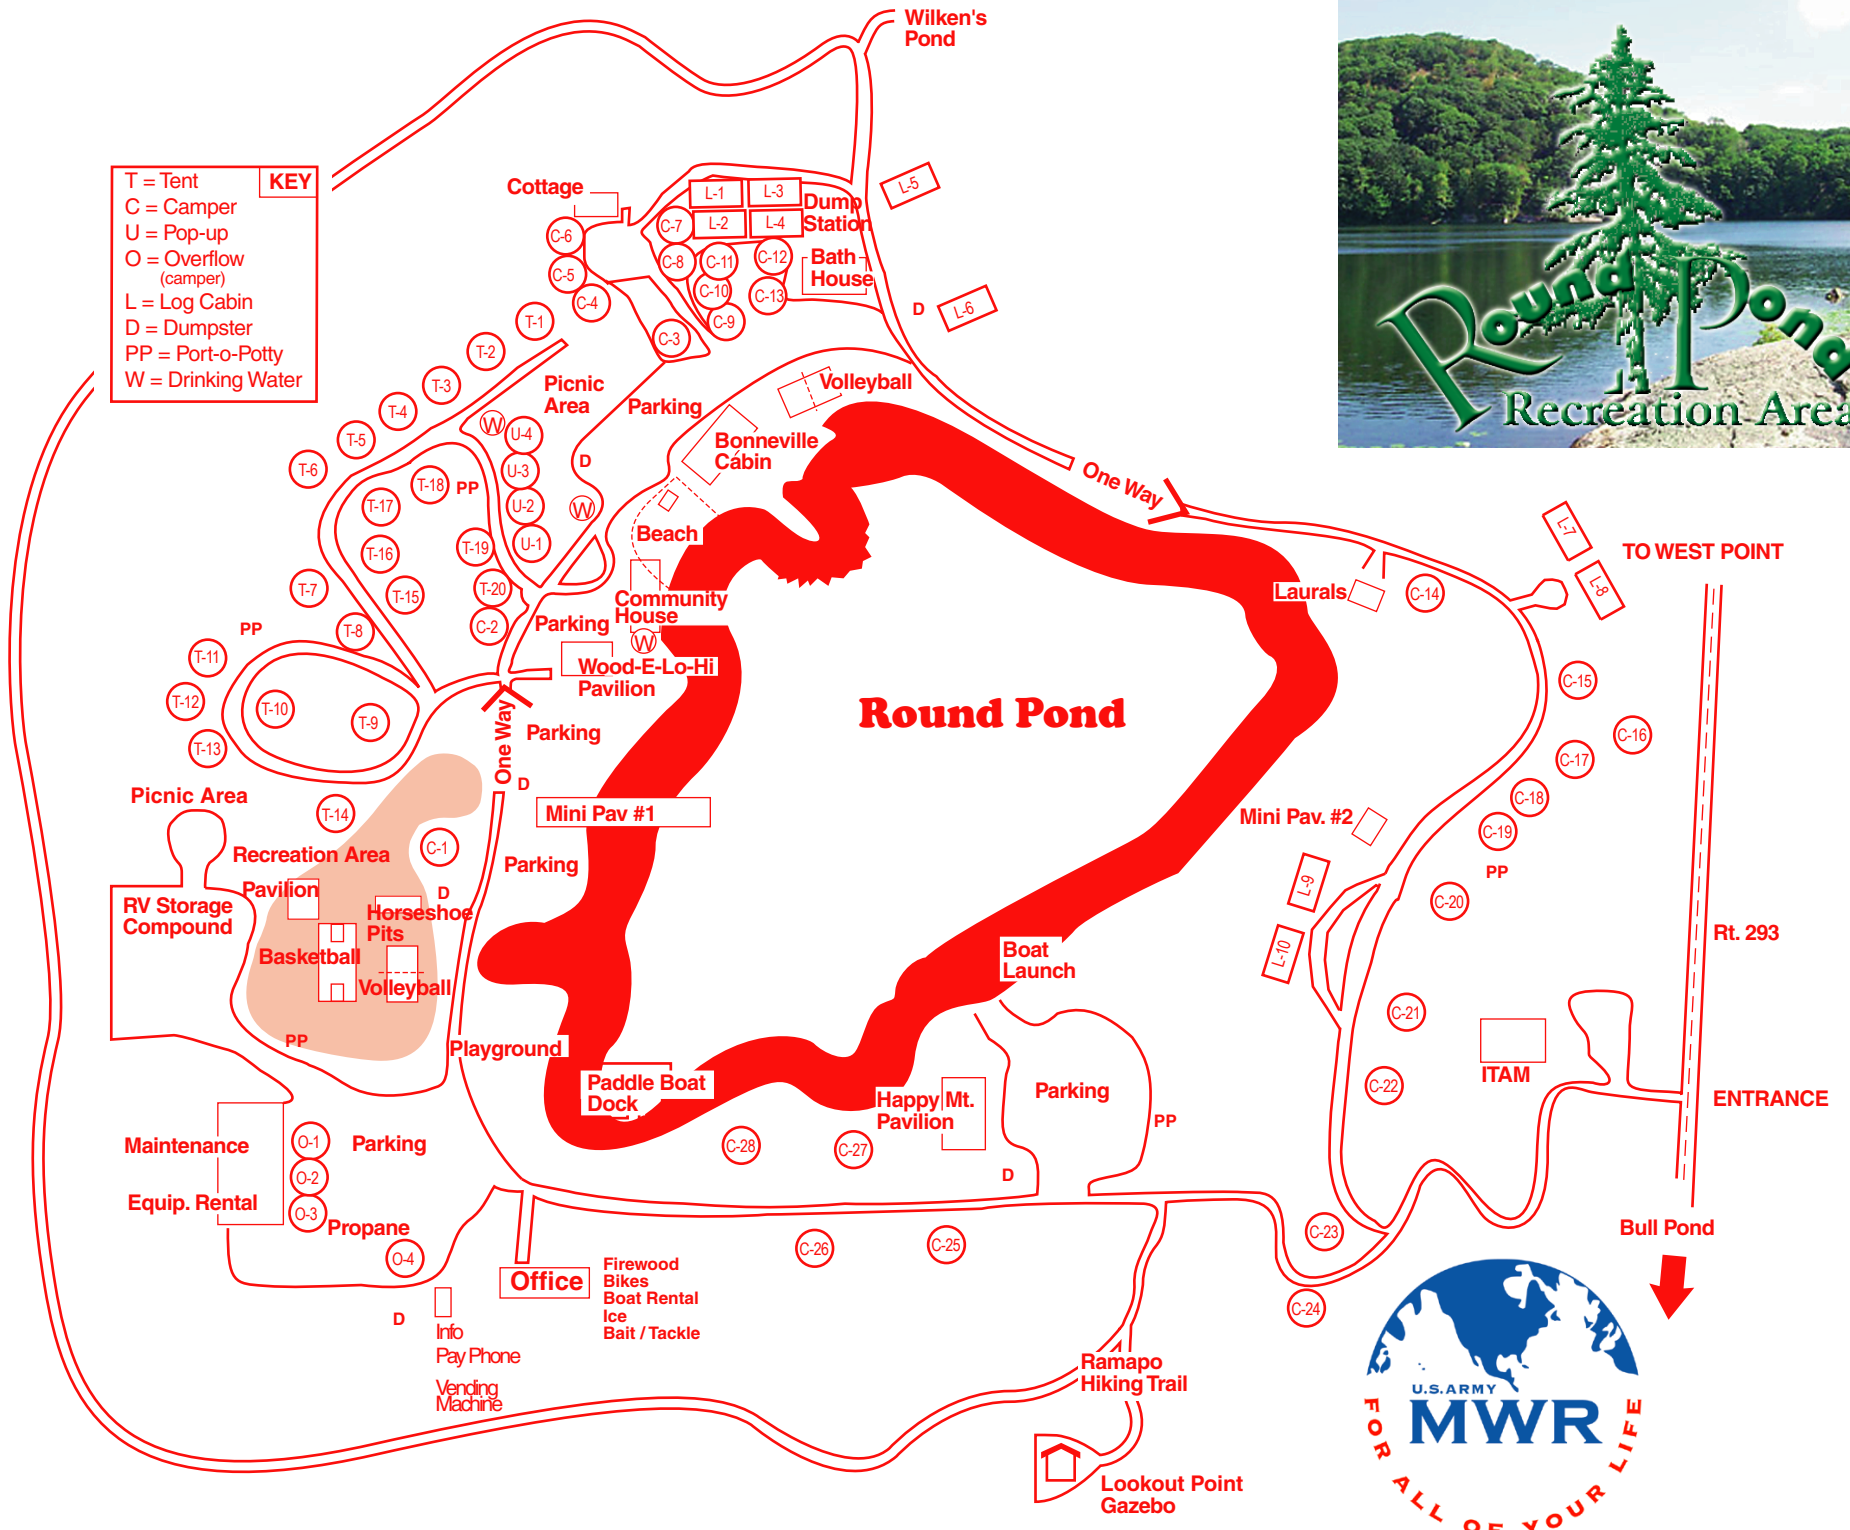 Wilken's
Pond
KEY
T = Tent
C = Camper
U = Pop-up
O = Overflow
(camper)
L = Log Cabin
D = Dumpster
PP = Port-o-Potty
W = Drinking Water
Round Pond
Recreation Area
Cottage
L-1
L-3
L-2
L-4
Dump
Station
L-5
C-6
C-7
C-5
C-8
C-11
C-12
Bath
House
C-4
C-10
C-13
C-9
D
L-6
C-3
T-1
T-2
T-3
T-4
T-5
T-6
Picnic
Area
Parking
Volleyball
Bonneville
Cabin
W
U-4
U-3
U-2
U-1
D
W
T-18
PP
T-17
T-16
T-15
T-19
T-20
C-2
T-7
T-8
Beach
Community
House
W
Parking
Wood-E-Lo-Hi
Pavilion
One Way
L-7
L-8
TO WEST POINT
Laurals
C-14
PP
T-11
T-12
T-13
T-10
T-9
One Way
Parking
D
Round Pond
C-15
C-16
C-17
C-18
C-19
PP
C-20
Mini Pav #1
Mini Pav. #2
Picnic Area
T-14
C-1
Parking
Recreation Area
Pavilion
D
RV Storage
Compound
Horseshoe
Pits
Basketball
Volleyball
PP
Playground
L-9
L-10
Rt. 293
Boat
Launch
C-21
C-22
ITAM
ENTRANCE
Paddle Boat
Dock
Happy Mt.
Pavilion
Parking
PP
D
C-28
C-27
Maintenance
Equip. Rental
O-1
O-2
O-3
O-4
Parking
Propane
C-26
C-25
C-23
C-24
Bull Pond
Office
Firewood
Bikes
Boat Rental
Ice
Bait / Tackle
D
Info
Pay Phone
Vending
Machine
Ramapo
Hiking Trail
Lookout Point
Gazebo
U.S.ARMY
MWR
FOR ALL OF YOUR LIFE